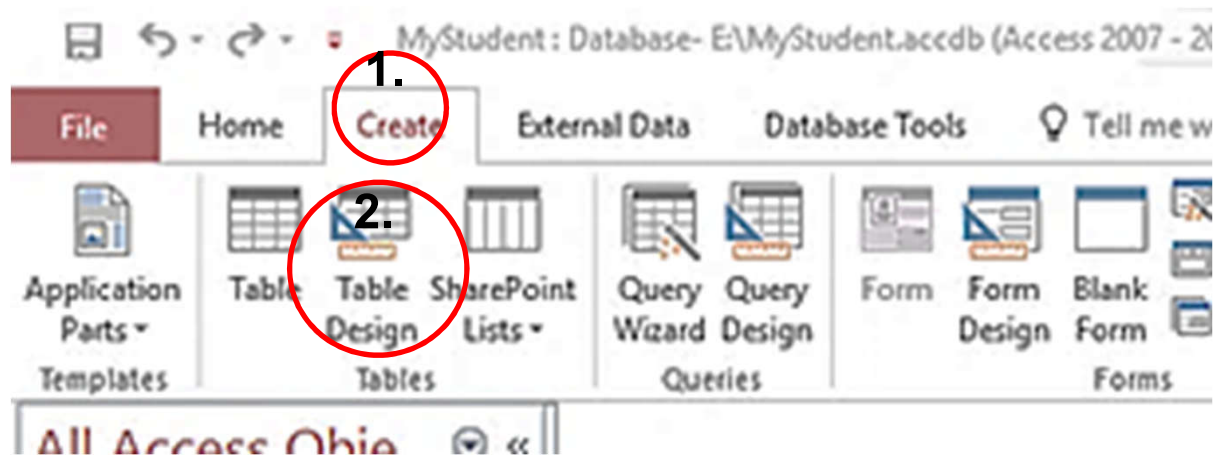 MyStudent : Database- E:\MyStudent.accdb (Access 2007 - 20
1.
File Home Create External Data Database Tools Tell me w
2.
Application Parts
Table
Table Design
SharePoint Lists
Query Wizard
Query Design
Form
Form Design
Blank Form
Templates Tables Queries Forms
All Access Obje